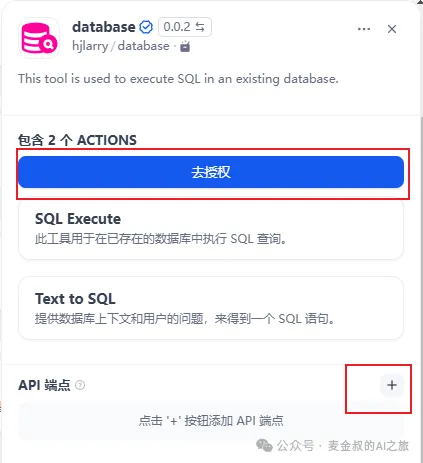 database 0.0.2
hjlarry / database
This tool is used to execute SQL in an existing database.
包含 2 个 ACTIONS
去授权
SQL Execute
此工具用于在已存在的数据库中执行 SQL 查询。
Text to SQL
提供数据库上下文和用户的问题，来得到一个 SQL 语句。
API 端点
点击 '+' 按钮添加 API 端点
公众号 · 麦金叔的AI之旅